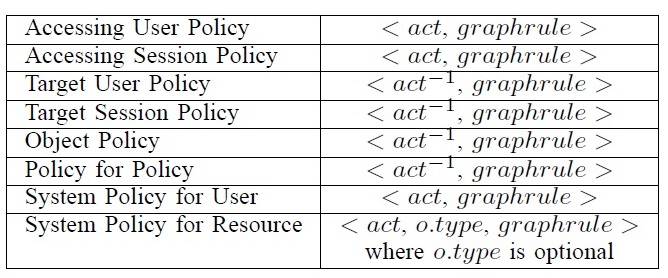 Accessing User Policy < act, graphrule >
Accessing Session Policy < act, graphrule >
Target User Policy < act⁻¹, graphrule >
Target Session Policy < act⁻¹, graphrule >
Object Policy < act⁻¹, graphrule >
Policy for Policy < act⁻¹, graphrule >
System Policy for User < act, graphrule >
System Policy for Resource < act, o.type, graphrule >
where o.type is optional